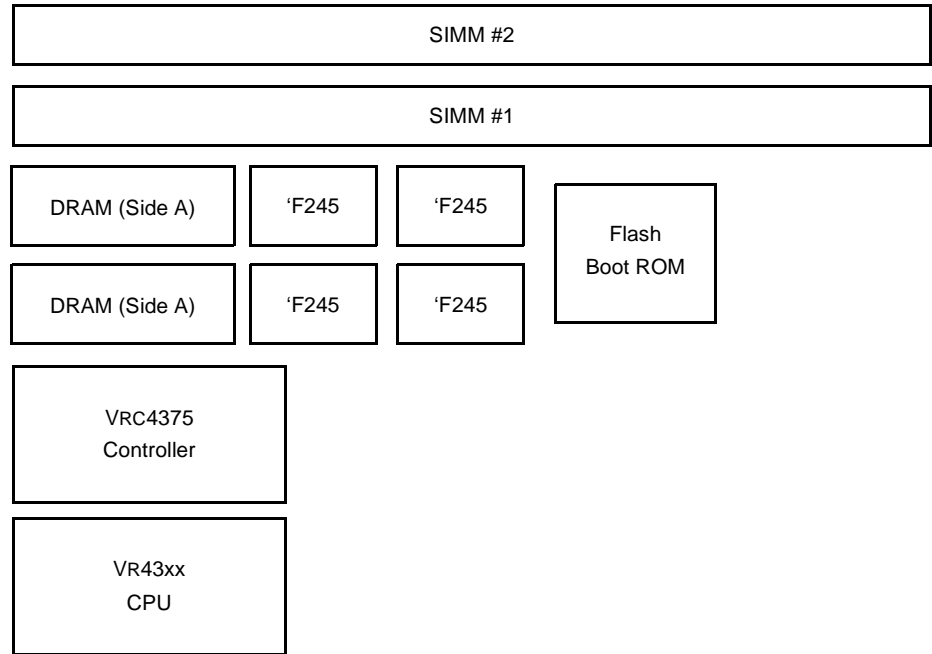 SIMM #2
SIMM #1
DRAM (Side A)
‘F245
‘F245
Flash
Boot ROM
DRAM (Side A)
‘F245
‘F245
VRC4375
Controller
VR43xx
CPU